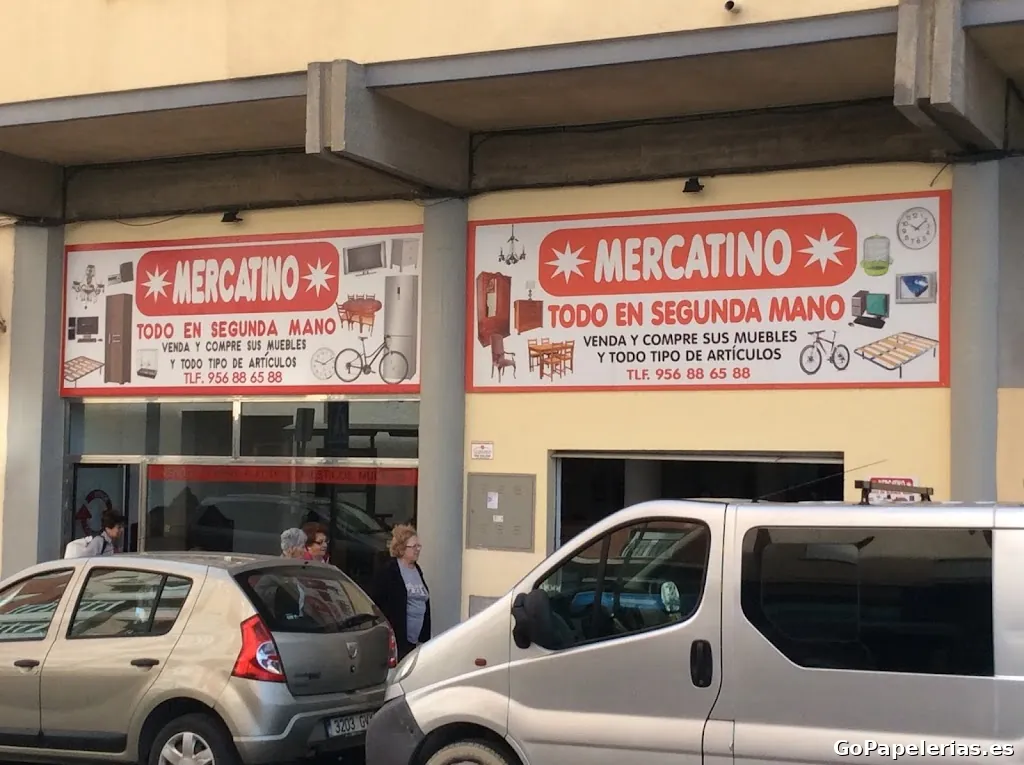 MERCATINO
TODO EN SEGUNDA MANO
VENDA Y COMPRE SUS MUEBLES
Y TODO TIPO DE ARTÍCULOS
TLF. 956 88 65 88
MERCATINO
TODO EN SEGUNDA MANO
VENDA Y COMPRE SUS MUEBLES
Y TODO TIPO DE ARTÍCULOS
TLF. 956 88 65 88
MERCATINO
3203
GoPapelerias.es